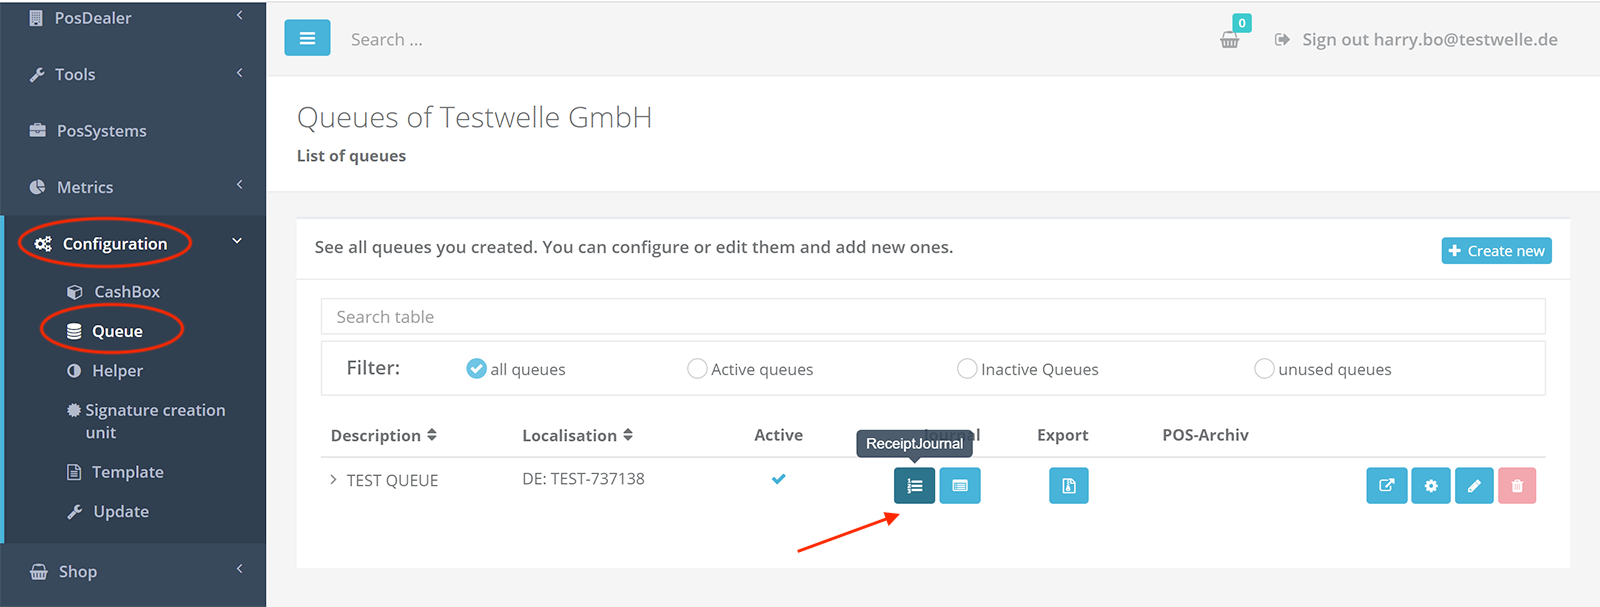 PosDealer
Tools
PosSystems
Metrics
Configuration
CashBox
Queue
Helper
Signature creation
unit
Template
Update
Shop
Search ...
0
Sign out harry.bo@testwelle.de
Queues of Testwelle GmbH
List of queues
See all queues you created. You can configure or edit them and add new ones.
Create new
Search table
Filter: all queues Active queues Inactive Queues unused queues
Description Localisation Active Journal Export POS-Archiv
ReceiptJournal
TEST QUEUE DE: TEST-737138